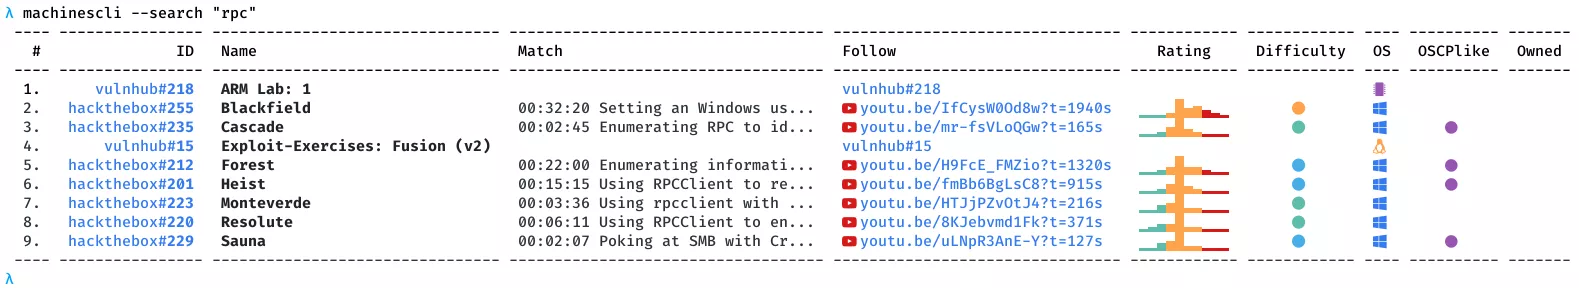 λ machinescli --search "rpc"
# ID Name Match Follow Rating Difficulty OS OSCPlike Owned
1. vulnhub#218 ARM Lab: 1 vulnhub#218
2. hackthebox#255 Blackfield 00:32:20 Setting an Windows us... youtu.be/IfCysW0Od8w?t=1940s
3. hackthebox#235 Cascade 00:02:45 Enumerating RPC to id... youtu.be/mr-fsVLoQGw?t=165s
4. vulnhub#15 Exploit-Exercises: Fusion (v2) vulnhub#15
5. hackthebox#212 Forest 00:22:00 Enumerating informati... youtu.be/H9FcE_FMZio?t=1320s
6. hackthebox#201 Heist 00:15:15 Using RPCClient to re... youtu.be/fmBb6BgLsC8?t=915s
7. hackthebox#223 Monteverde 00:03:36 Using rpcclient with ... youtu.be/HTJjPZvOtJ4?t=216s
8. hackthebox#220 Resolute 00:06:11 Using RPCClient to en... youtu.be/8KJebvmd1Fk?t=371s
9. hackthebox#229 Sauna 00:02:07 Poking at SMB with Cr... youtu.be/uLNpR3AnE-Y?t=127s
λ